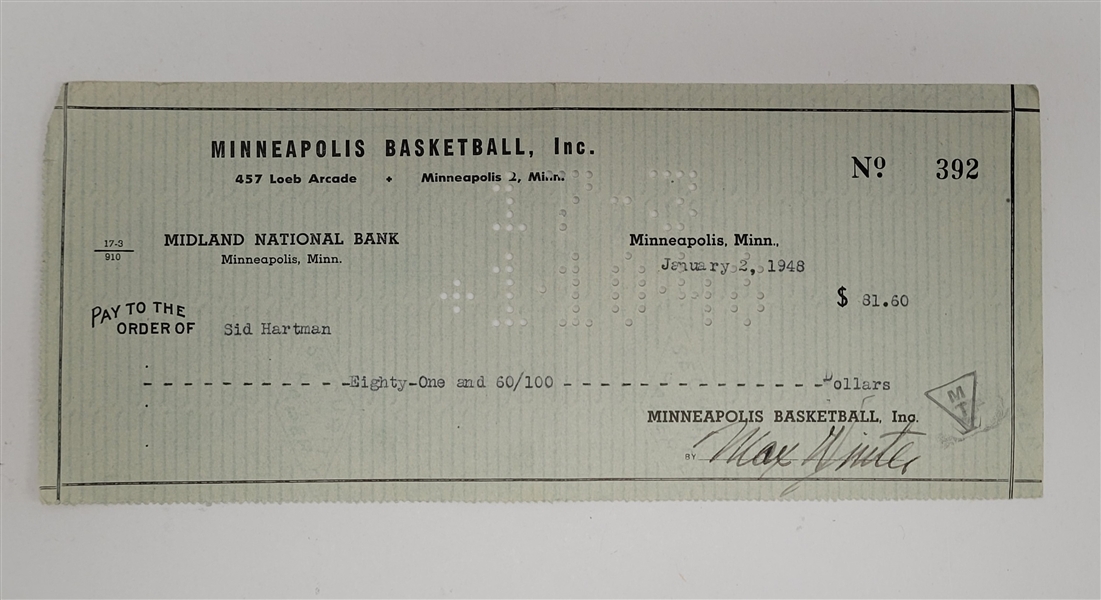 MINNEAPOLIS BASKETBALL, Inc.
457 Loeb Arcade + Minneapolis 2, Minn.
Nº 392
17-3
910
MIDLAND NATIONAL BANK
Minneapolis, Minn.
Minneapolis, Minn.,
January 2, 1948
$ 81.60
PAY TO THE
ORDER OF Sid Hartman
- - - - - - - - - - - -Eighty-One and 60/100 - - - - - - - - - - - - - - -Dollars
MINNEAPOLIS BASKETBALL, Inc.
BY Max Winter